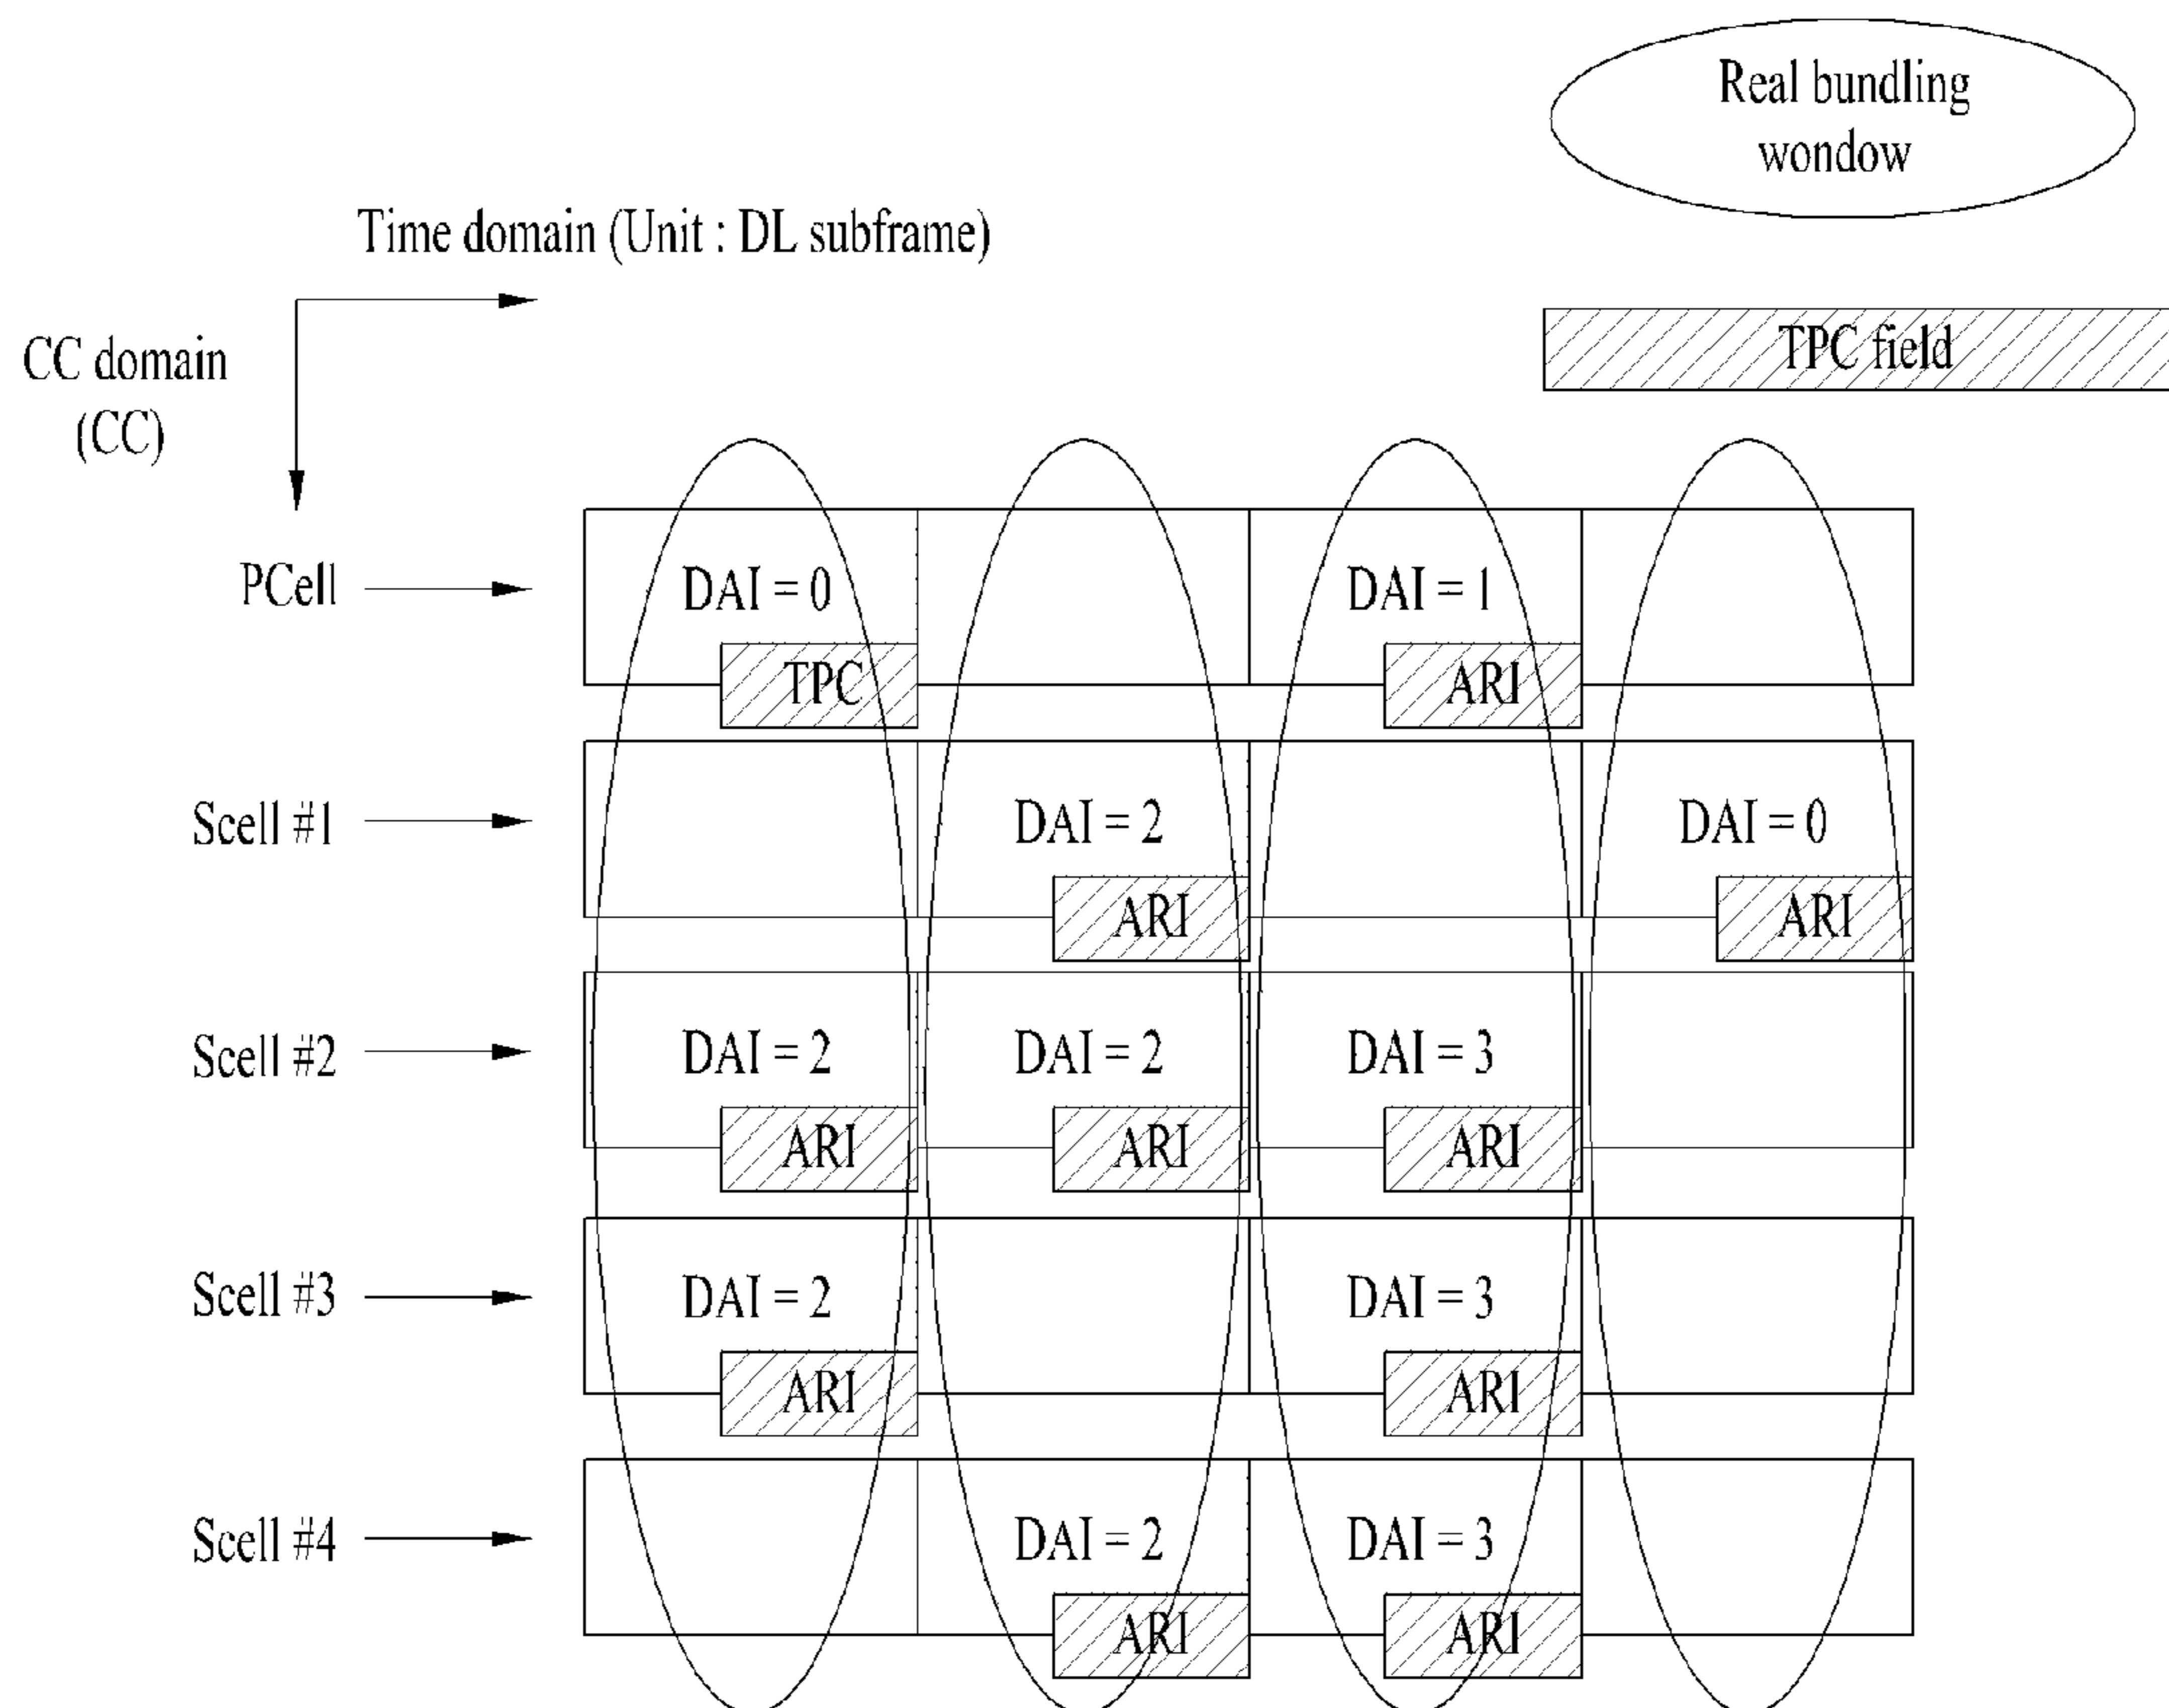 Real bundling
wondow
Time domain (Unit : DL subframe)
TPC field
CC domain
(CC)
PCell
DAI = 0
DAI = 1
TPC
ARI
Scell #1
DAI = 2
DAI = 0
ARI
ARI
Scell #2
DAI = 2
DAI = 2
DAI = 3
ARI
ARI
ARI
Scell #3
DAI = 2
DAI = 3
ARI
ARI
Scell #4
DAI = 2
DAI = 3
ARI
ARI